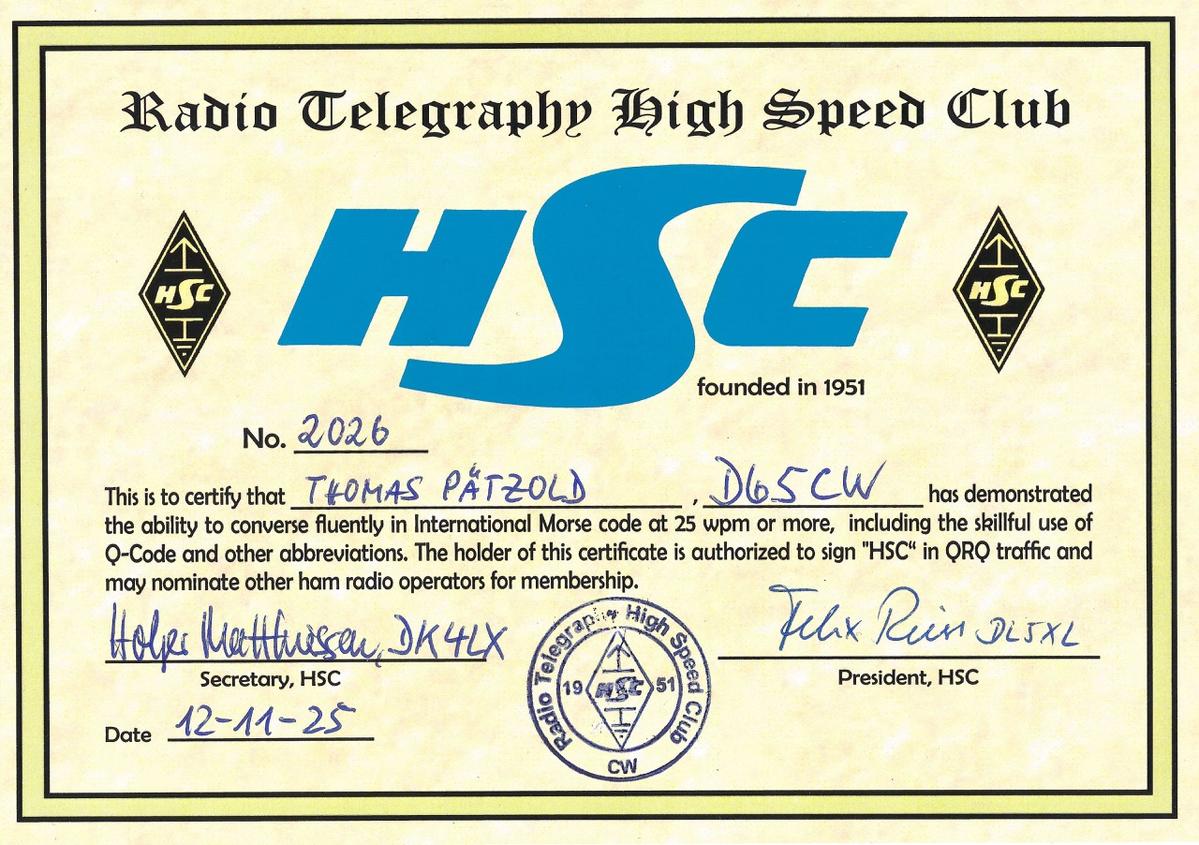 Radio Telegraphy High Speed Club
HSC
HSC
HSC
founded in 1951
No. 2026
This is to certify that THOMAS PÄTZOLD , DG5CW has demonstrated
the ability to converse fluently in International Morse code at 25 wpm or more, including the skillful use of
Q-Code and other abbreviations. The holder of this certificate is authorized to sign "HSC“ in QRQ traffic and
may nominate other ham radio operators for membership.
Holger Matthiessen, DK4LX
Felix Riess DL5XL
Secretary, HSC
President, HSC
Date 12-11-25
Radio Telegraphy High Speed Club
19 HSC 51
CW